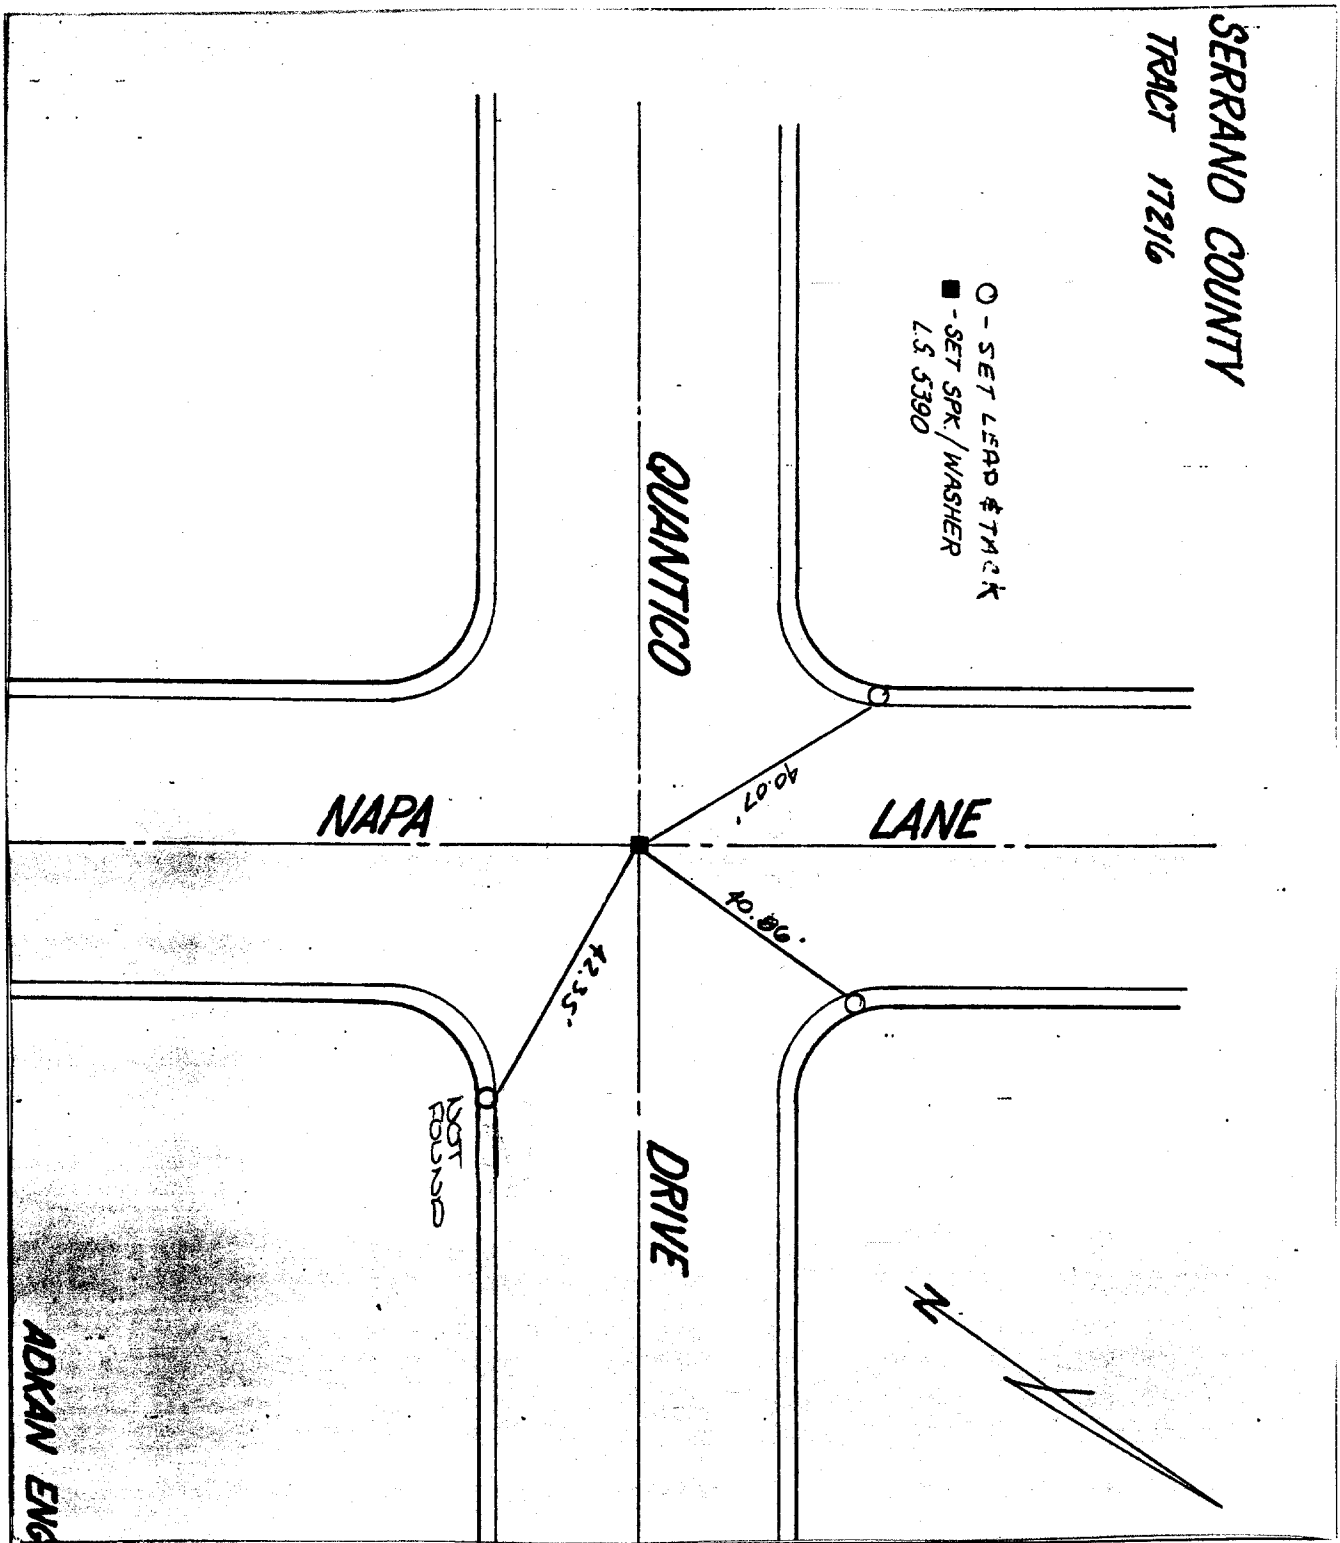 SERRANO COUNTY
TRACT 17216
O - SET LEAD & TACK
■ - SET SPK./WASHER
L.S. 5390
QUANTICO
DRIVE
NAPA
LANE
40.07'
40.86'
42.35'
NOT
FOUND
N
ADKAN ENG